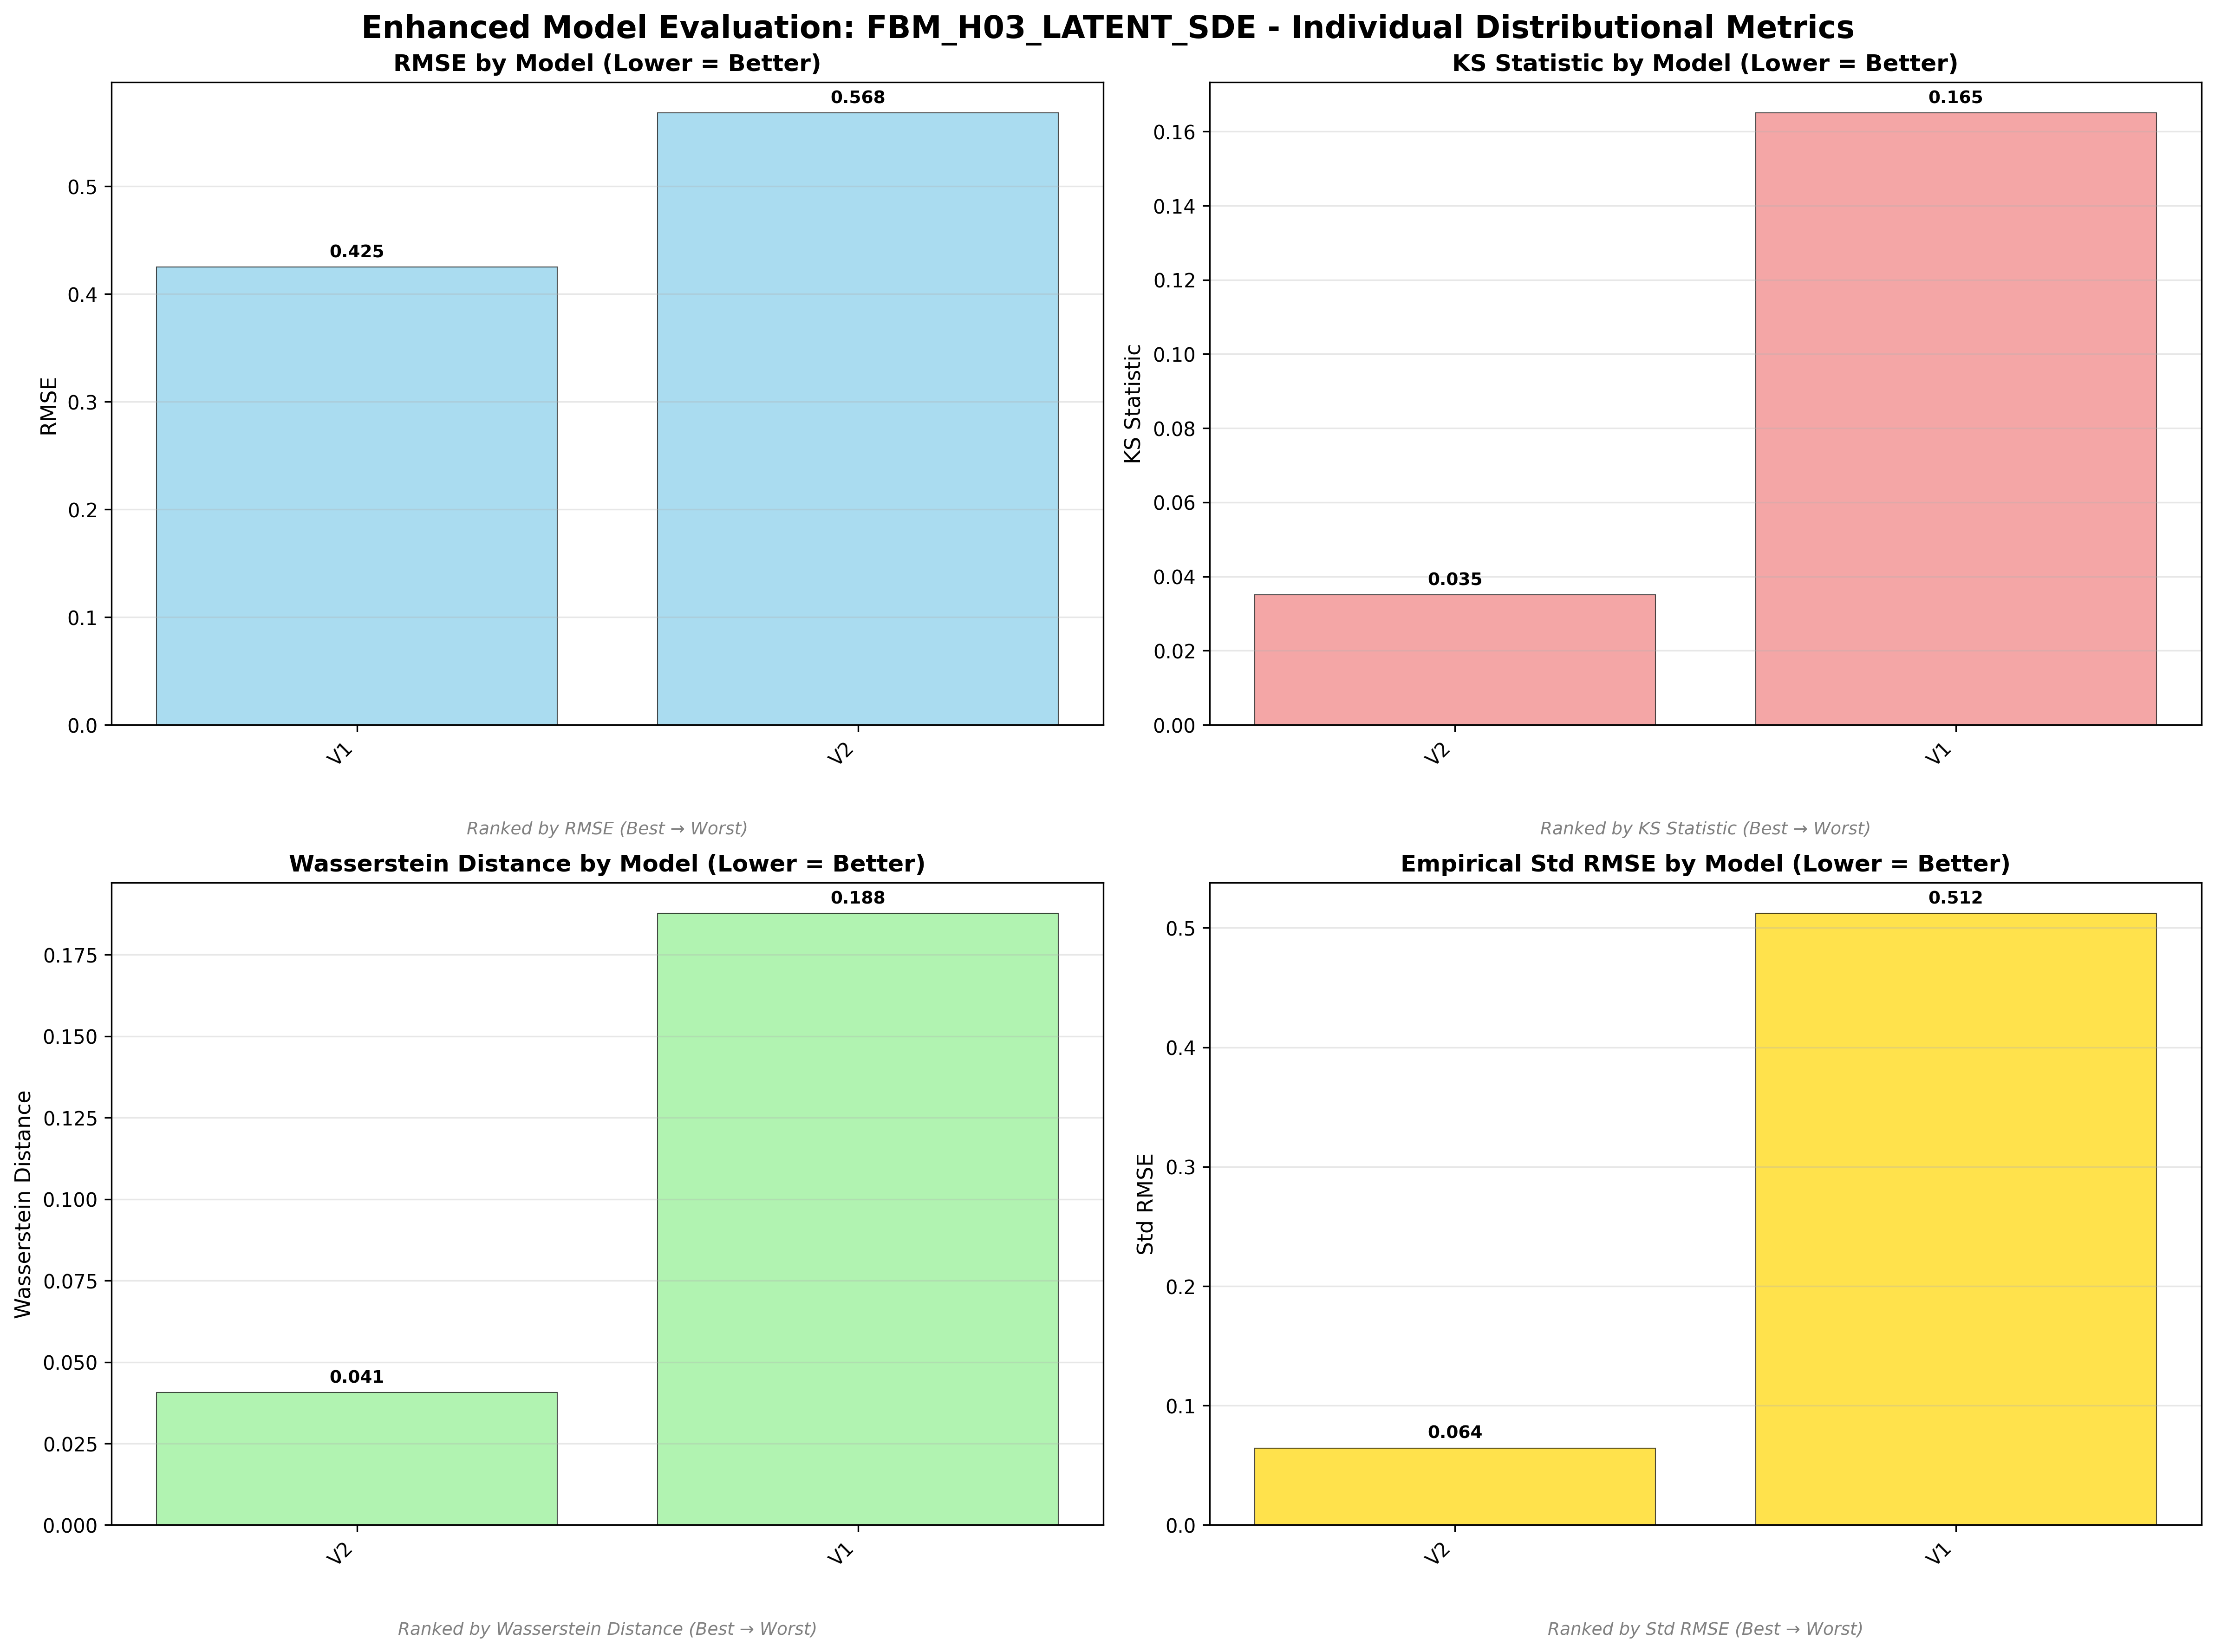 Enhanced Model Evaluation: FBM_H03_LATENT_SDE - Individual Distributional Metrics
RMSE by Model (Lower = Better)
RMSE
0.5
0.4
0.3
0.2
0.1
0.0
0.425
0.568
V1
V2
Ranked by RMSE (Best → Worst)
KS Statistic by Model (Lower = Better)
KS Statistic
0.16
0.14
0.12
0.10
0.08
0.06
0.04
0.02
0.00
0.035
0.165
V2
V1
Ranked by KS Statistic (Best → Worst)
Wasserstein Distance by Model (Lower = Better)
Wasserstein Distance
0.175
0.150
0.125
0.100
0.075
0.050
0.025
0.000
0.041
0.188
V2
V1
Ranked by Wasserstein Distance (Best → Worst)
Empirical Std RMSE by Model (Lower = Better)
Std RMSE
0.5
0.4
0.3
0.2
0.1
0.0
0.064
0.512
V2
V1
Ranked by Std RMSE (Best → Worst)